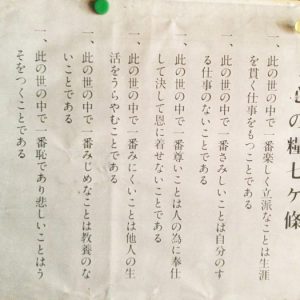 の糧七ヶ條
一、此の世の中で一番楽しく立派なことは生涯
を貫く仕事をもつことである
一、此の世の中で一番さみしいことは自分のす
る仕事のないことである
一、此の世の中で一番尊いことは人の為に奉仕
して決して恩に着せないことである
一、此の世の中で一番みにくいことは他人の生
活をうらやむことである
一、此の世の中で一番みじめなことは教養のな
いことである
一、此の世の中で一番恥であり悲しいことはう
そをつくことである